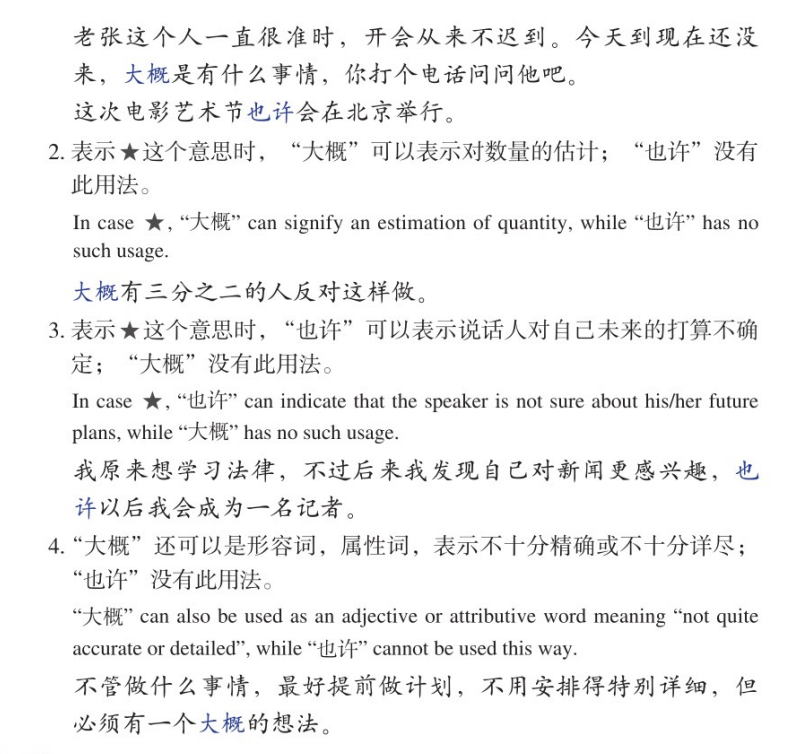 老张这个人一直很准时，开会从来不迟到。今天到现在还没
来，大概是有什么事情，你打个电话问问他吧。
这次电影艺术节也许会在北京举行。
2. 表示★这个意思时，“大概”可以表示对数量的估计；“也许”没有
此用法。
In case ★, “大概” can signify an estimation of quantity, while “也许” has no
such usage.
大概有三分之二的人反对这样做。
3. 表示★这个意思时，“也许”可以表示说话人对自己未来的打算不确
定；“大概”没有此用法。
In case ★, “也许” can indicate that the speaker is not sure about his/her future
plans, while “大概” has no such usage.
我原来想学习法律，不过后来我发现自己对新闻更感兴趣，也
许以后我会成为一名记者。
4. “大概”还可以是形容词，属性词，表示不十分精确或不十分详尽；
“也许”没有此用法。
“大概” can also be used as an adjective or attributive word meaning “not quite
accurate or detailed”, while “也许” cannot be used this way.
不管做什么事情，最好提前做计划，不用安排得特别详细，但
必须有一个大概的想法。